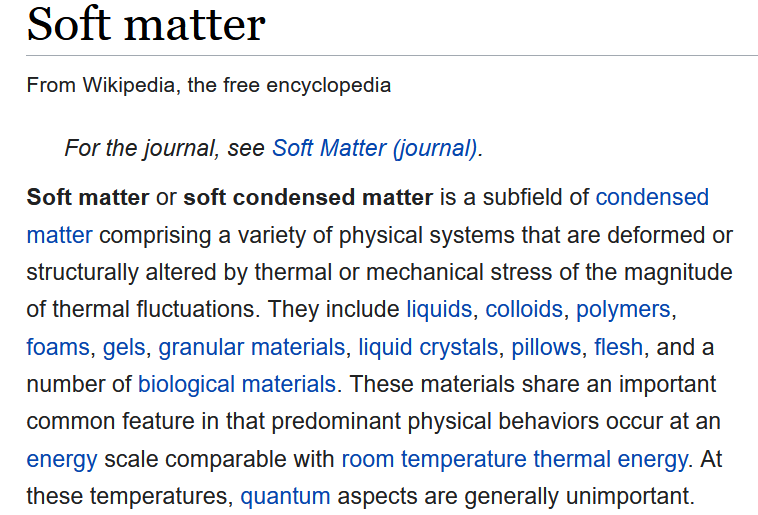 Soft matter
From Wikipedia, the free encyclopedia
For the journal, see Soft Matter (journal).
Soft matter or soft condensed matter is a subfield of condensed
matter comprising a variety of physical systems that are deformed or
structurally altered by thermal or mechanical stress of the magnitude
of thermal fluctuations. They include liquids, colloids, polymers,
foams, gels, granular materials, liquid crystals, pillows, flesh, and a
number of biological materials. These materials share an important
common feature in that predominant physical behaviors occur at an
energy scale comparable with room temperature thermal energy. At
these temperatures, quantum aspects are generally unimportant.